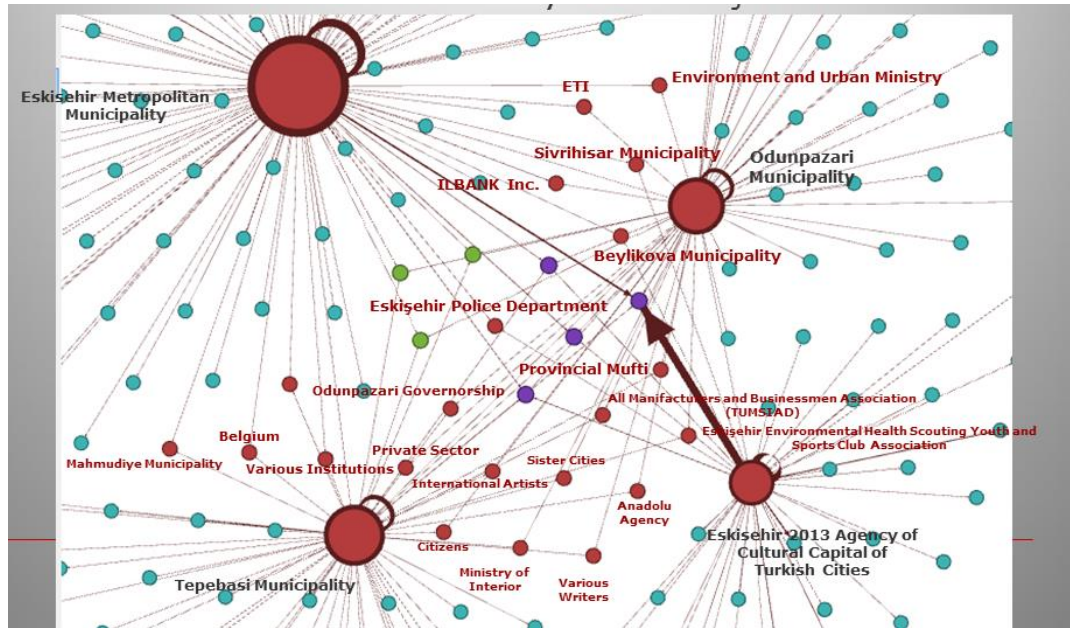 Environment and Urban Ministry
ETI
Eskisehir Metropolitan
Municipality
Sivrihisar Municipality
Odunpazari
Municipality
ILBANK Inc.
Beylikova Municipality
Eskişehir Police Department
Provincial Mufti
Odunpazari Governorship
All Manifacturers and Businessmen Association
(TUMSIAD)
Eskişehir Environmental Health Scouting Youth and
Sports Club Association
Belgium
Private Sector
Mahmudiye Municipality
Various Institutions
Sister Cities
International Artists
Anadolu
Agency
Eskisehir 2013 Agency of
Cultural Capital of
Turkish Cities
Citizens
Ministry of
Interior
Tepebasi Municipality
Various
Writers